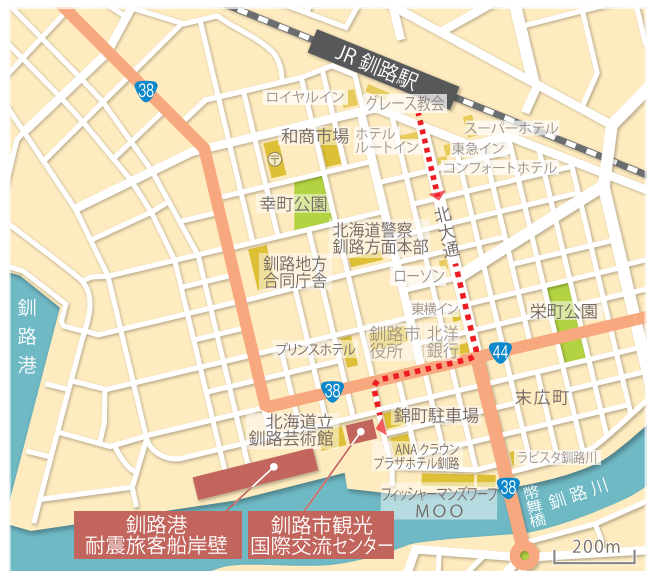 JR 釧路駅
38
ロイヤルイン
グレース教会
和商市場
ホテル
ルートイン
スーパーホテル
東急イン
コンフォートホテル
〒
幸町公園
北大通
北海道警察
釧路方面本部
釧路地方
合同庁舎
ローソン
東横イン
栄町公園
釧路港
釧路市
役所
北洋
銀行
プリンスホテル
44
38
末広町
北海道立
釧路芸術館
錦町駐車場
ANAクラウン
プラザホテル釧路
ラビスタ釧路川
フィッシャーマンズワーフ
MOO
38
幣舞橋
釧路川
釧路港
耐震旅客船岸壁
釧路市観光
国際交流センター
200m